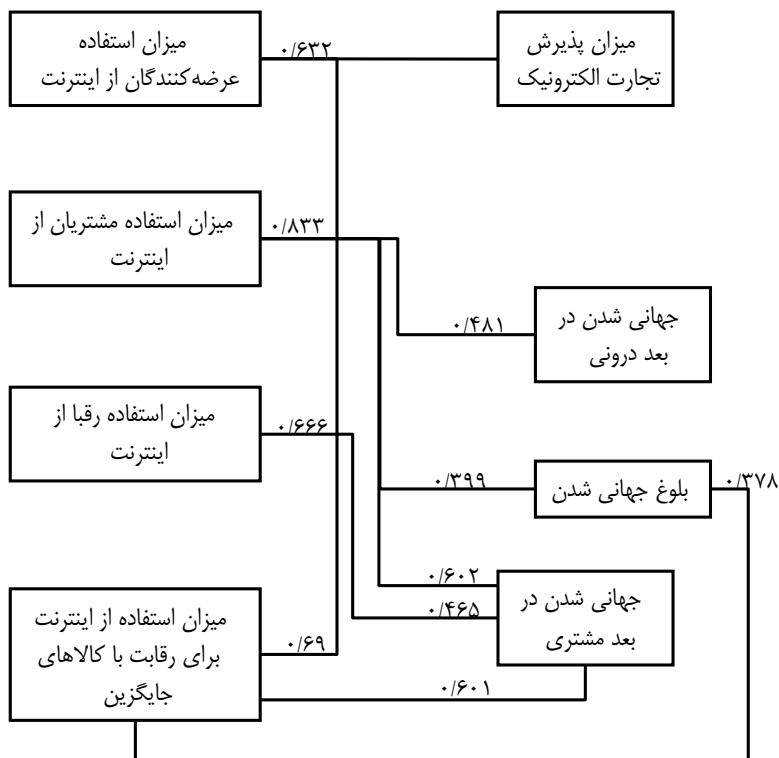 میزان استفاده
عرضه‌کنندگان از اینترنت
۰/۶۳۲
میزان پذیرش
تجارت الکترونیک
میزان استفاده مشتریان از
اینترنت
۰/۸۳۳
جهانی شدن در
بعد درونی
۰/۴۸۱
میزان استفاده رقبا از
اینترنت
۰/۶۶۶
بلوغ جهانی شدن
۰/۳۹۹
۰/۳۷۸
جهانی شدن در
بعد مشتری
۰/۶۰۲
۰/۴۶۵
میزان استفاده از اینترنت
برای رقابت با کالاهای
جایگزین
۰/۶۹
۰/۶۰۱